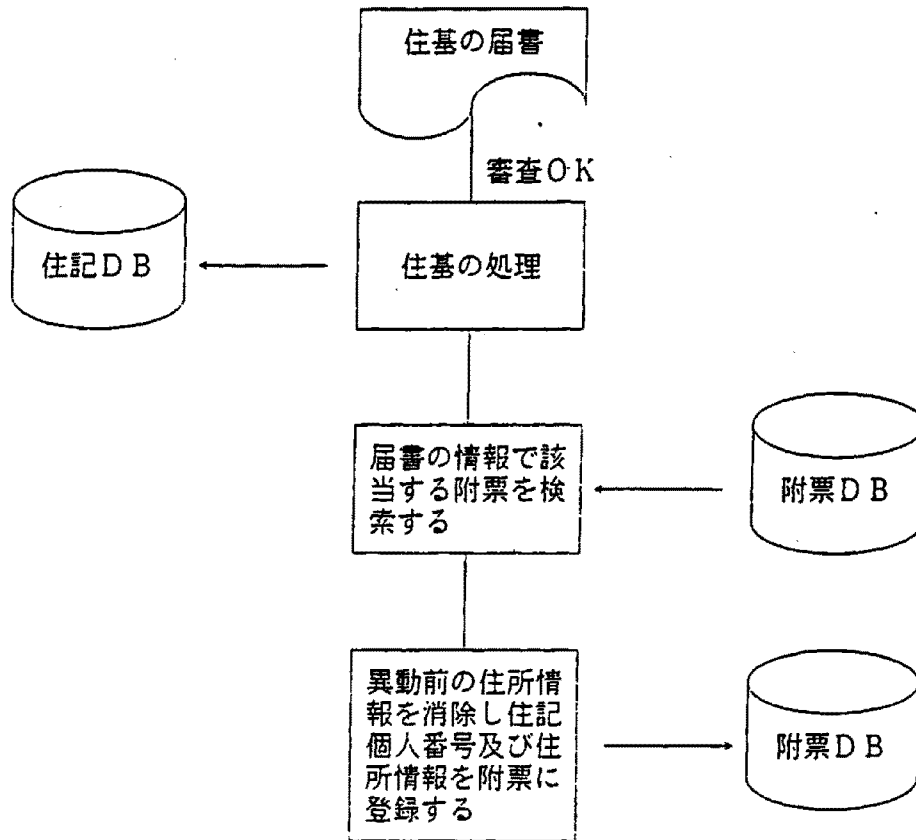 住基の届書
審査OK
住記DB
住基の処理
届書の情報で該
当する附票を検
索する
附票DB
異動前の住所情
報を消除し住記
個人番号及び住
所情報を附票に
登録する
附票DB